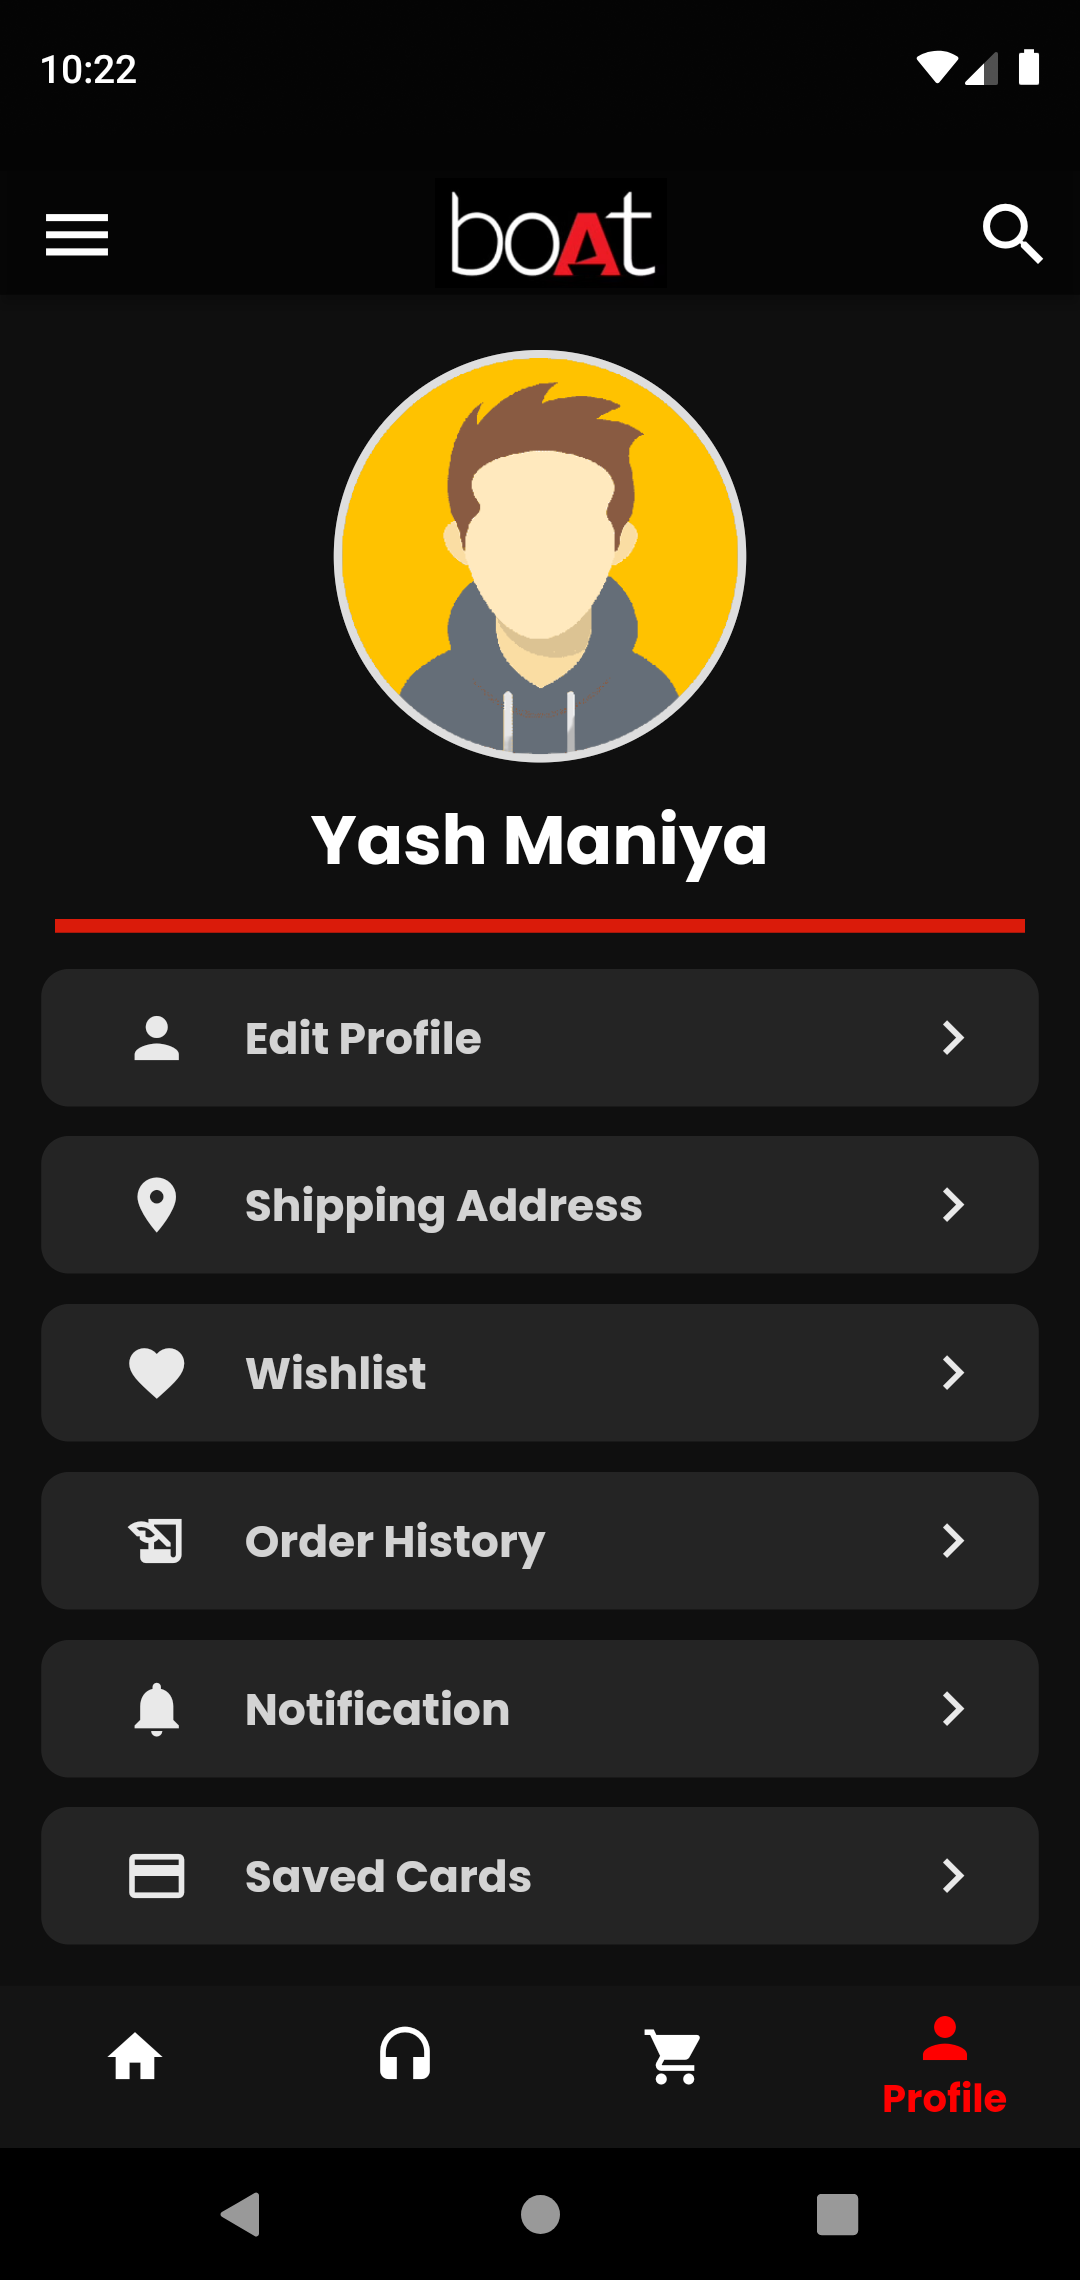 10:22
boAt
Yash Maniya
Edit Profile
Shipping Address
Wishlist
Order History
Notification
Saved Cards
Profile